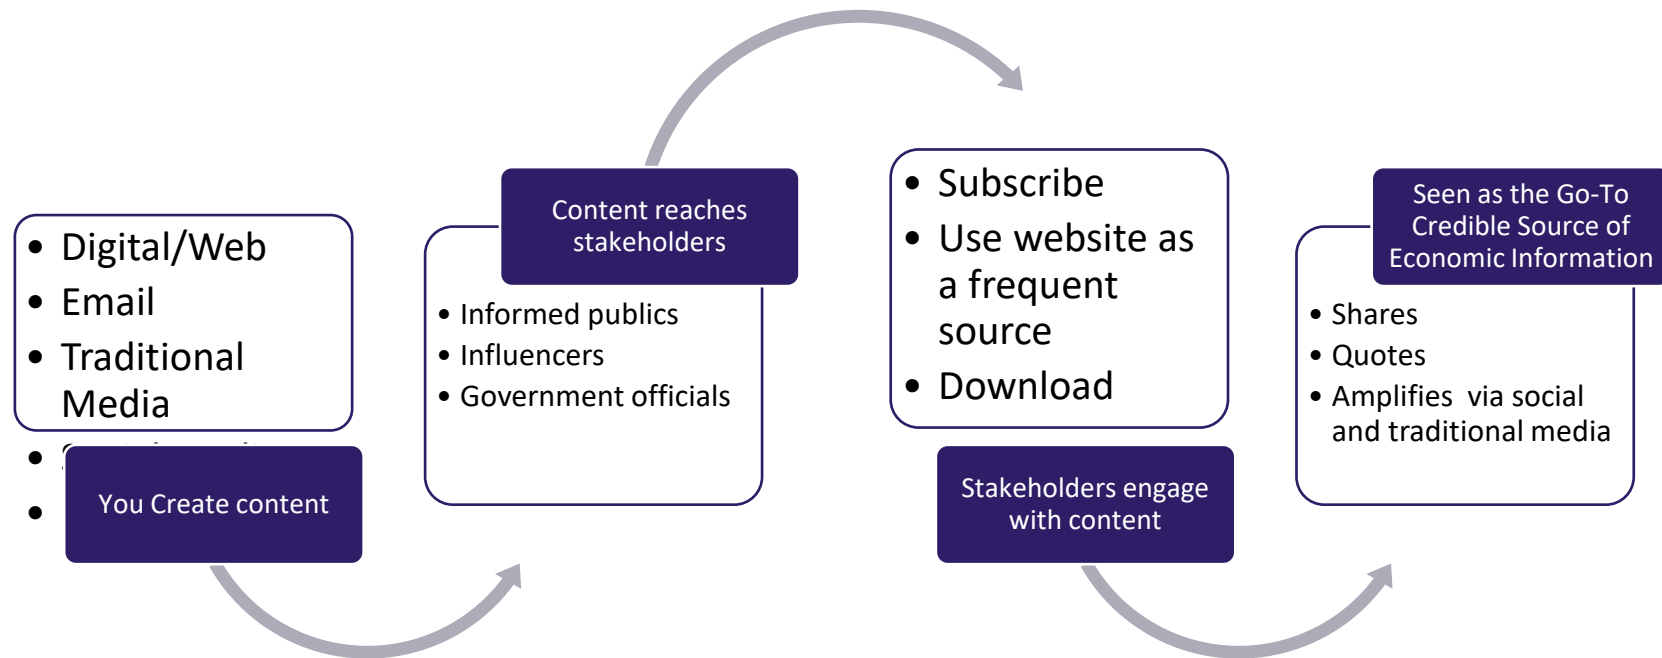 • Digital/Web
• Email
• Traditional
Media
•
•
You Create content
Content reaches
stakeholders
• Informed publics
• Influencers
• Government officials
• Subscribe
• Use website as
a frequent
source
• Download
Stakeholders engage
with content
Seen as the Go-To
Credible Source of
Economic Information
• Shares
• Quotes
• Amplifies  via social
and traditional media